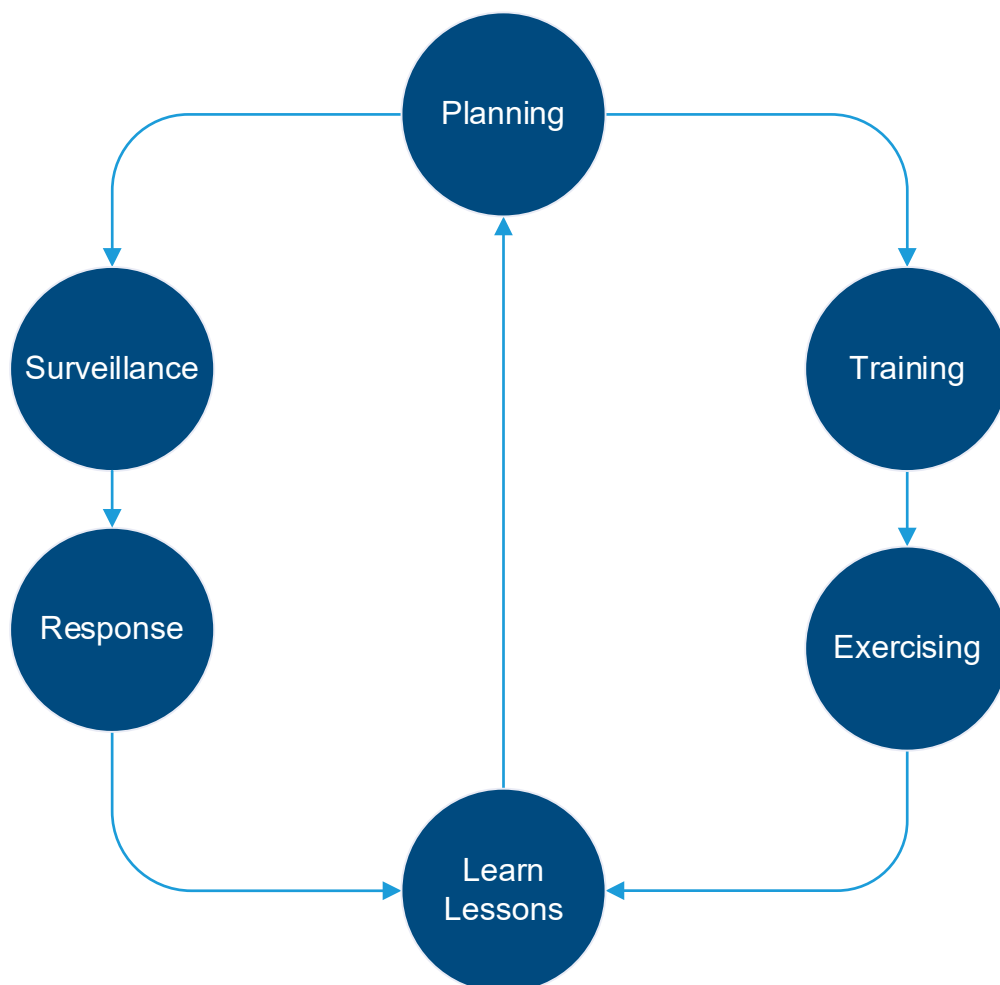 Planning
Surveillance
Training
Response
Exercising
Learn
Lessons